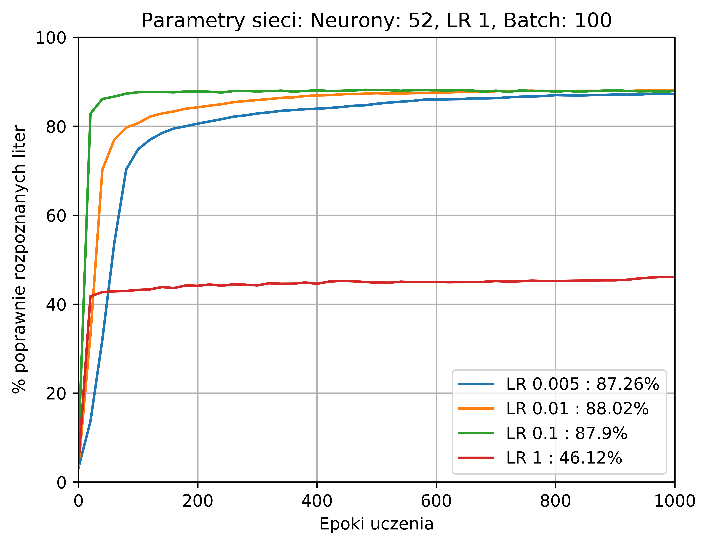 Parametry sieci: Neurony: 52, LR 1, Batch: 100
100
80
60
40
20
0
% poprawnie rozpoznanych liter
LR 0.005 : 87.26%
LR 0.01 : 88.02%
LR 0.1 : 87.9%
LR 1 : 46.12%
0 200 400 600 800 1000
Epoki uczenia